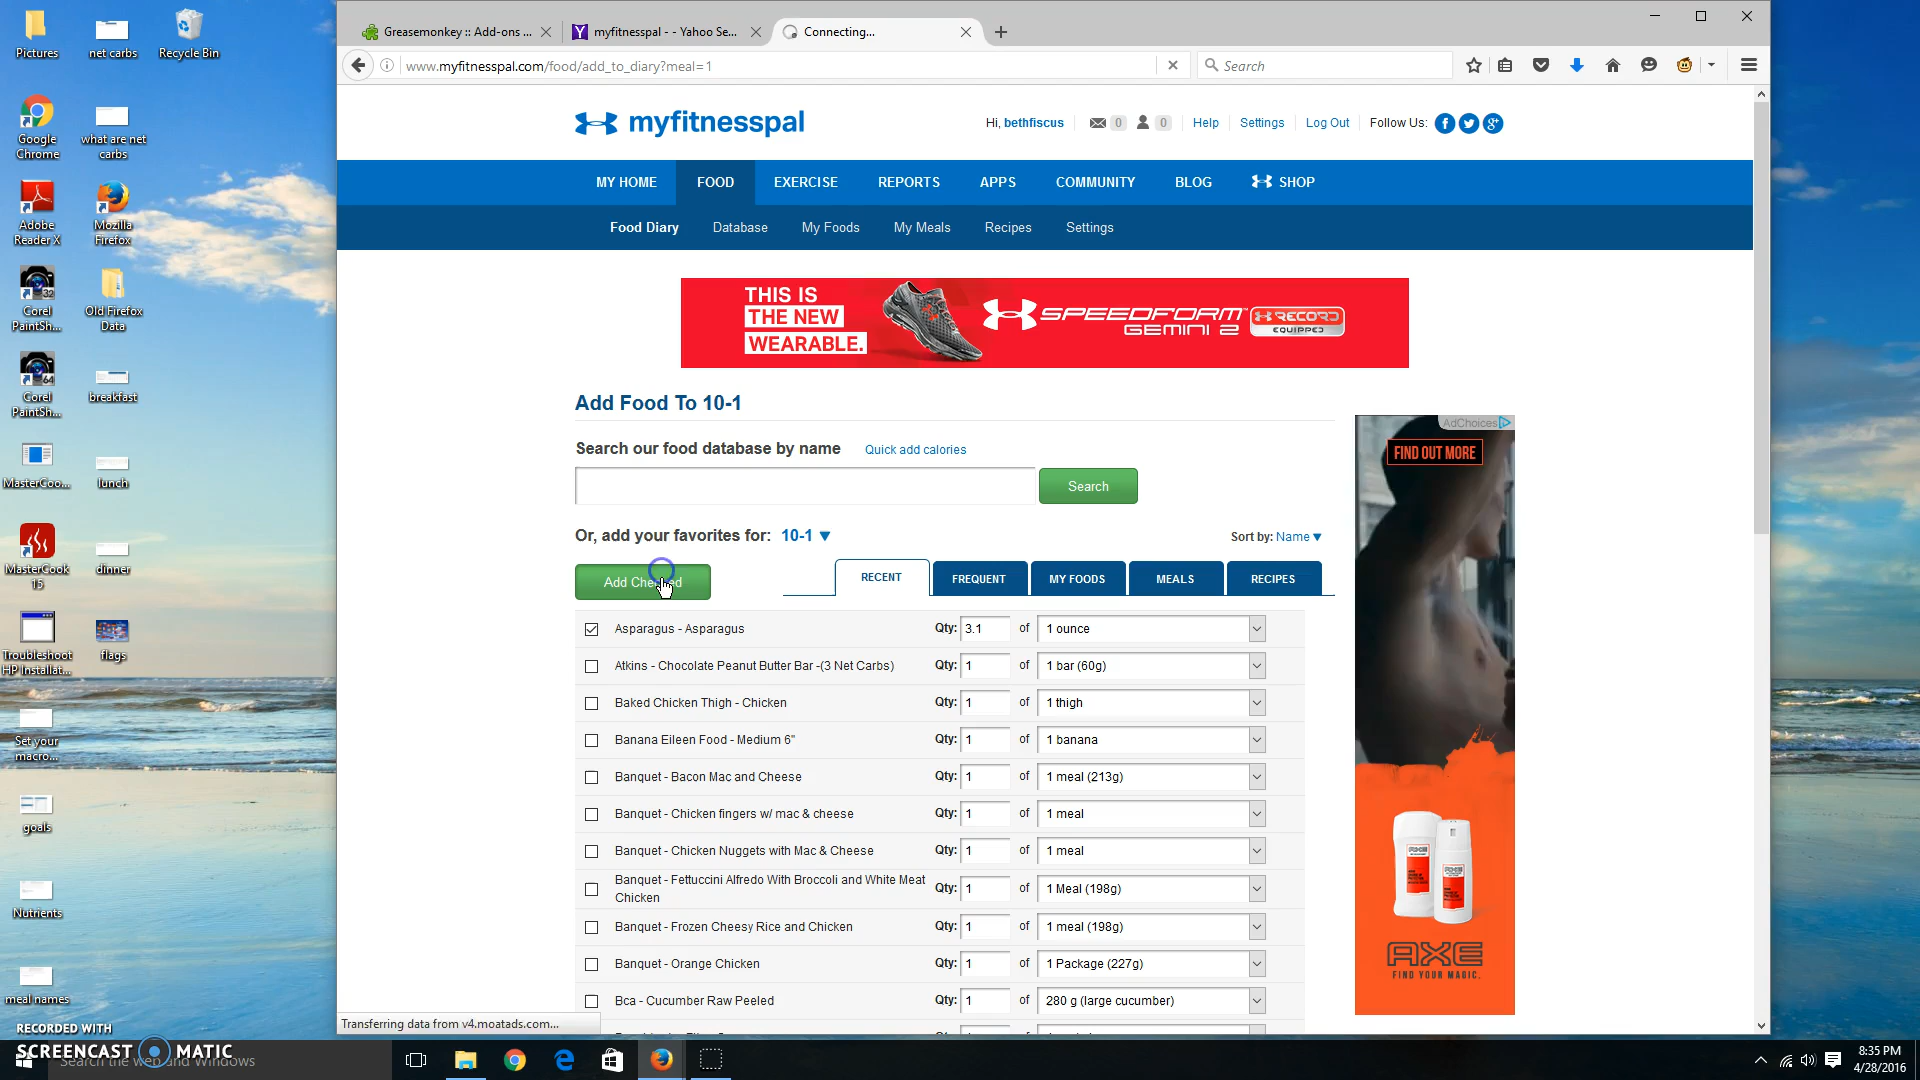 Pictures
net carbs
Recycle Bin
Google
Chrome
what are net
carbs
Adobe
Reader X
Mozilla
Firefox
Corel
PaintSh...
Old Firefox
Data
Corel
PaintSh...
breakfast
MasterCoo...
lunch
MasterCook
15
dinner
Troubleshoot
HP Installat...
flags
Set your
macro...
goals
Nutrients
meal names
Greasemonkey :: Add-ons ...
myfitnesspal - - Yahoo Se...
Connecting...
www.myfitnesspal.com/food/add_to_diary?meal=1
Search
myfitnesspal
Hi, bethfiscus
0
0
Help
Settings
Log Out
Follow Us:
MY HOME
FOOD
EXERCISE
REPORTS
APPS
COMMUNITY
BLOG
SHOP
Food Diary
Database
My Foods
My Meals
Recipes
Settings
THIS IS
THE NEW
WEARABLE.
SPEEDFORM
GEMINI 2
RECORD
EQUIPPED
Add Food To 10-1
Search our food database by name
Quick add calories
Search
Or, add your favorites for: 10-1
Sort by: Name
RECENT
FREQUENT
MY FOODS
MEALS
RECIPES
Asparagus - Asparagus Qty: 3.1 of 1 ounce
Atkins - Chocolate Peanut Butter Bar -(3 Net Carbs) Qty: 1 of 1 bar (60g)
Baked Chicken Thigh - Chicken Qty: 1 of 1 thigh
Banana Eileen Food - Medium 6" Qty: 1 of 1 banana
Banquet - Bacon Mac and Cheese Qty: 1 of 1 meal (213g)
Banquet - Chicken fingers w/ mac & cheese Qty: 1 of 1 meal
Banquet - Chicken Nuggets with Mac & Cheese Qty: 1 of 1 meal
Banquet - Fettuccini Alfredo With Broccoli and White Meat
Chicken Qty: 1 of 1 Meal (198g)
Banquet - Frozen Cheesy Rice and Chicken Qty: 1 of 1 meal (198g)
Banquet - Orange Chicken Qty: 1 of 1 Package (227g)
Bca - Cucumber Raw Peeled Qty: 1 of 280 g (large cucumber)
AdChoices
FIND OUT MORE
AXE
AXE
AXE
FIND YOUR MAGIC.
Transferring data from v4.moatads.com...
RECORDED WITH
SCREENCAST MATIC
Search the web and Windows
8:35 PM
4/28/2016